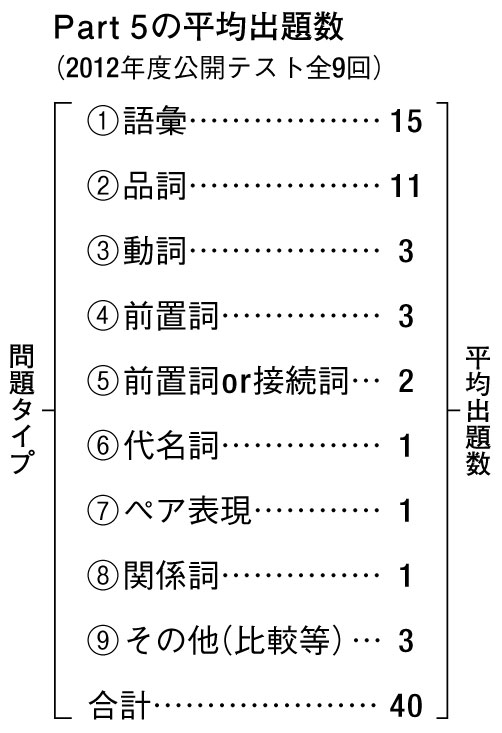 Part 5の平均出題数
（2012年度公開テスト全9回）
問題タイプ
①語彙………………… 15
②品詞………………… 11
③動詞………………… 3
④前置詞……………… 3
⑤前置詞or接続詞… 2
⑥代名詞……………… 1
⑦ペア表現………… 1
⑧関係詞……………… 1
⑨その他（比較等）… 3
合計…………………… 40
平均出題数